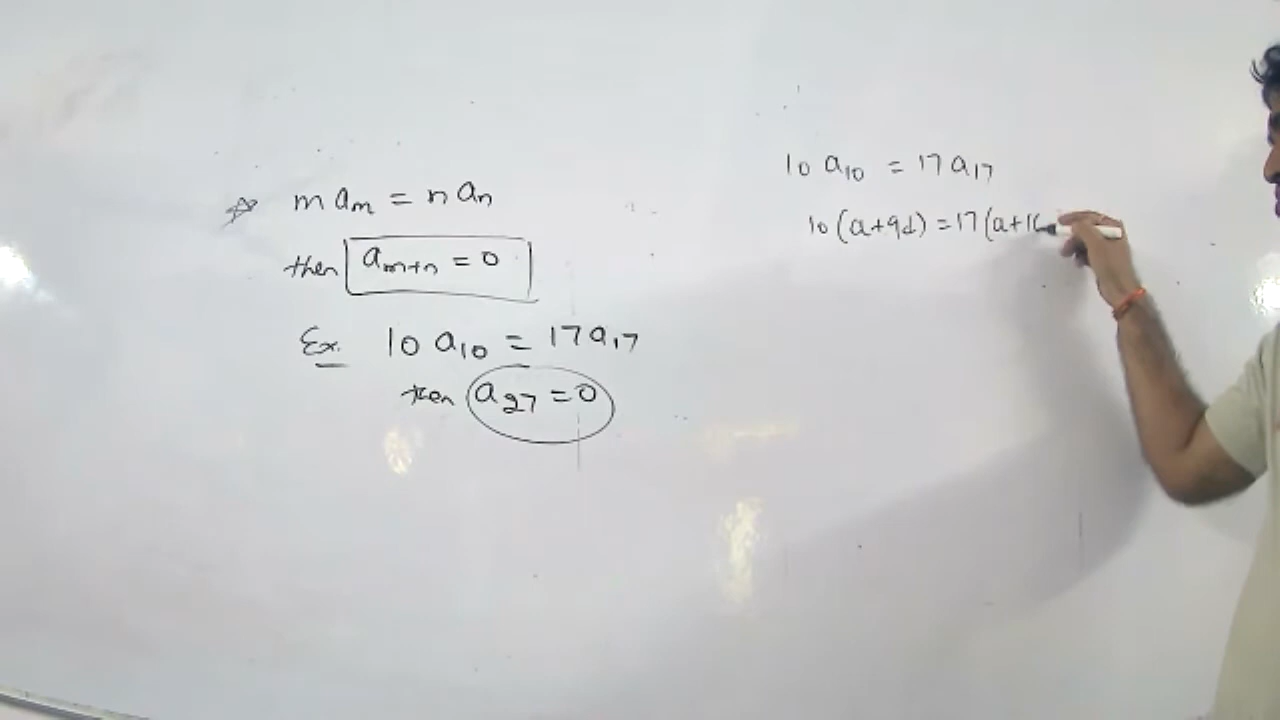 ☆ m aₘ = n aₙ
then aₘ₊ₙ = 0
Ex. 10 a₁₀ = 17 a₁₇
then a₂₇ = 0
10 a₁₀ = 17 a₁₇
10 (a+9d) = 17 (a+16